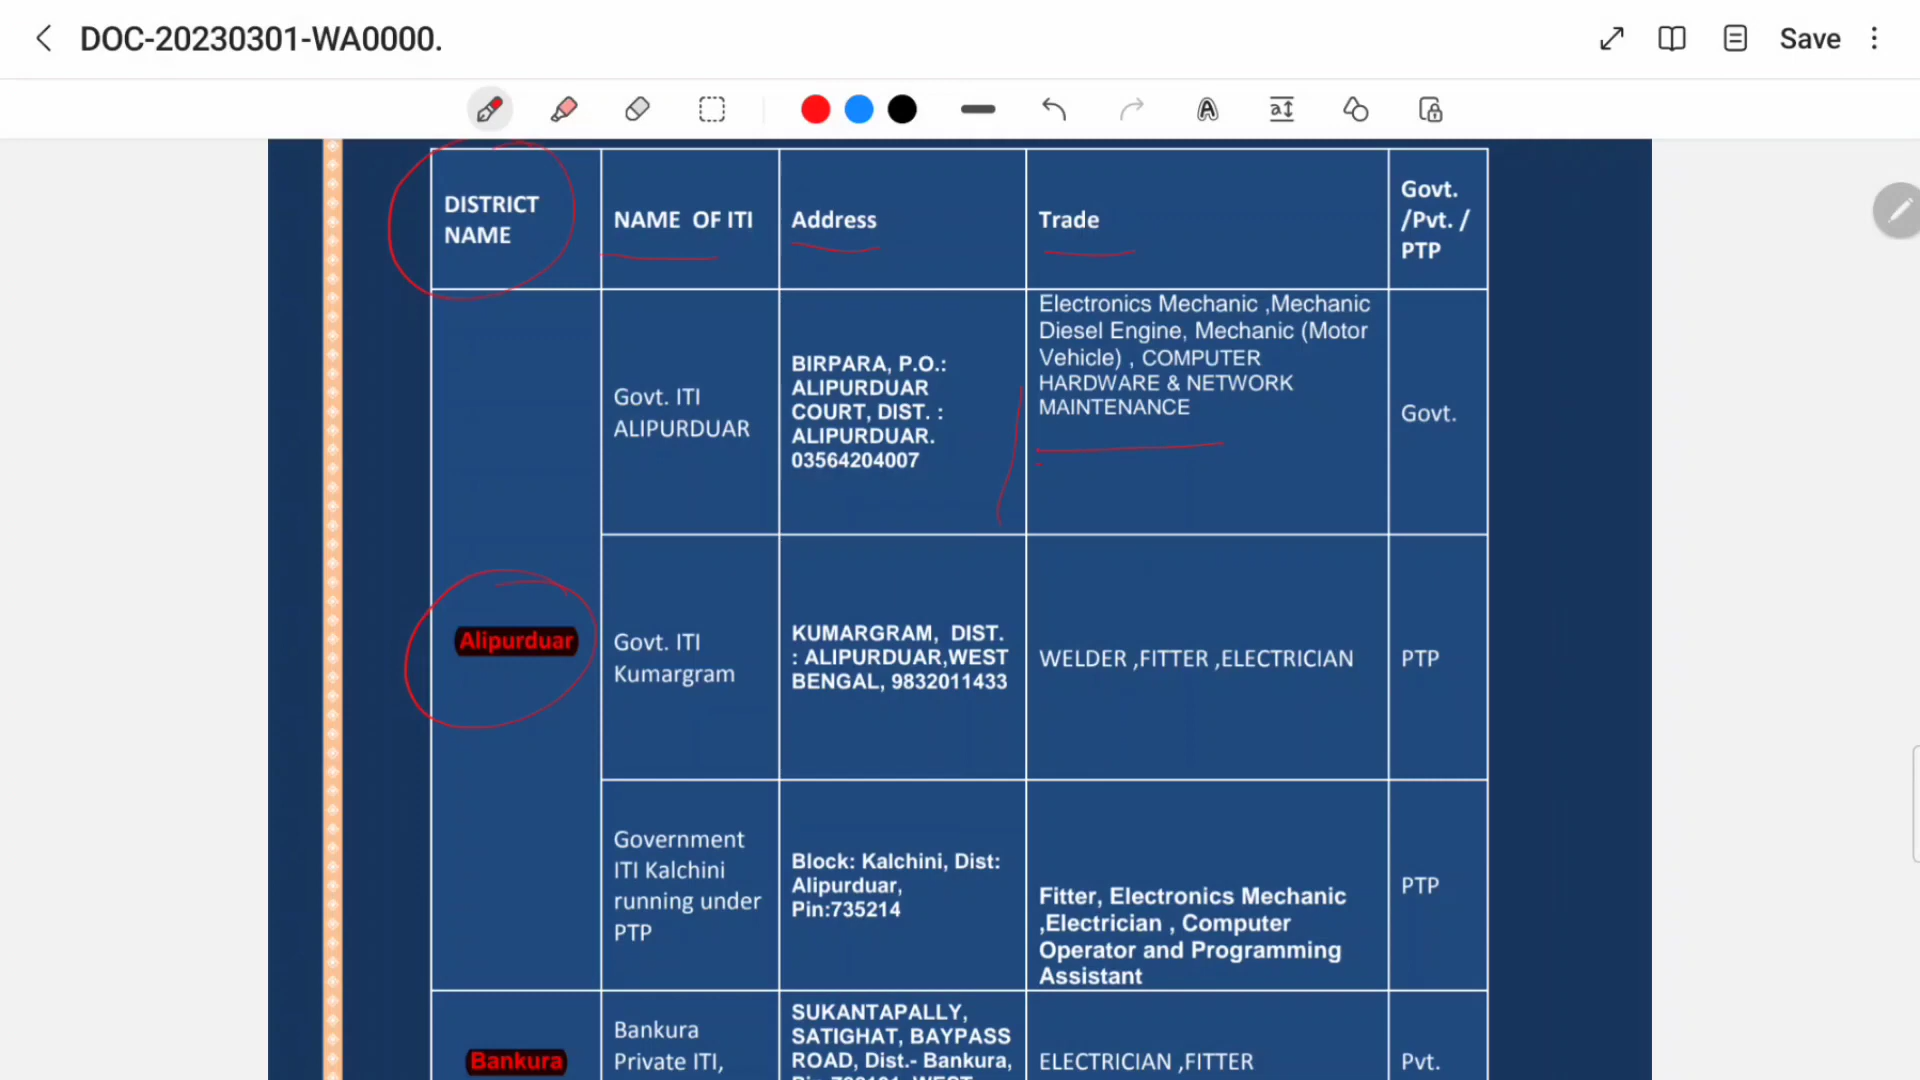 DOC-20230301-WA0000.
Save
DISTRICT
NAME
NAME OF ITI
Address
Trade
Govt.
/Pvt. /
PTP
Alipurduar
Govt. ITI
ALIPURDUAR
BIRPARA, P.O.:
ALIPURDUAR
COURT, DIST. :
ALIPURDUAR.
03564204007
Electronics Mechanic ,Mechanic
Diesel Engine, Mechanic (Motor
Vehicle) , COMPUTER
HARDWARE & NETWORK
MAINTENANCE
Govt.
Govt. ITI
Kumargram
KUMARGRAM, DIST.
: ALIPURDUAR,WEST
BENGAL, 9832011433
WELDER ,FITTER ,ELECTRICIAN
PTP
Government
ITI Kalchini
running under
PTP
Block: Kalchini, Dist:
Alipurduar,
Pin:735214
Fitter, Electronics Mechanic
,Electrician , Computer
Operator and Programming
Assistant
PTP
Bankura
Bankura
Private ITI,
SUKANTAPALLY,
SATIGHAT, BAYPASS
ROAD, Dist.- Bankura,
ELECTRICIAN ,FITTER
Pvt.